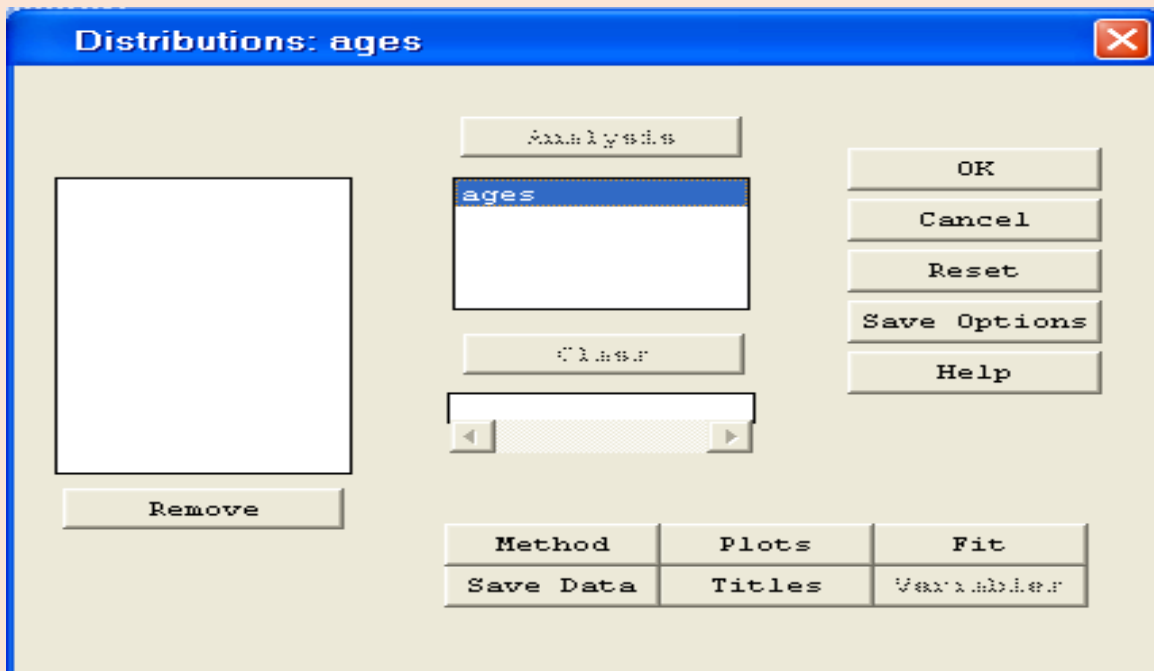 Distributions: ages
Analysis
ages
Class
Remove
OK
Cancel
Reset
Save Options
Help
Method Plots Fit
Save Data Titles Variables